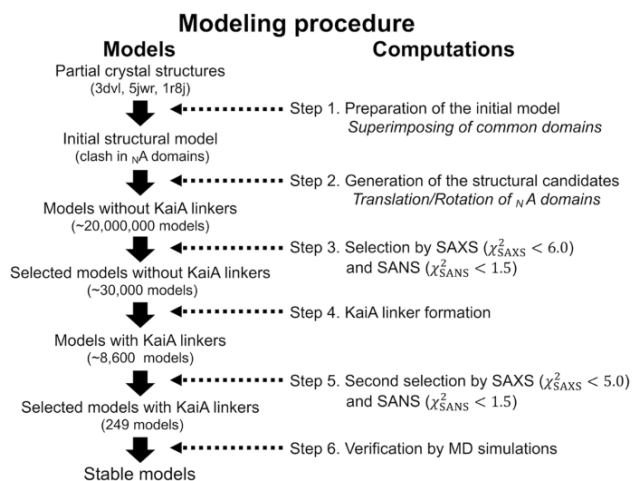 Modeling procedure
Models
Computations
Partial crystal structures
(3dvl, 5jwr, 1r8j)
Step 1. Preparation of the initial model
Superimposing of common domains
Initial structural model
(clash in NA domains)
Step 2. Generation of the structural candidates
Translation/Rotation of NA domains
Models without KaiA linkers
(~20,000,000 models)
Step 3. Selection by SAXS (χ²SAXS < 6.0)
and SANS (χ²SANS < 1.5)
Selected models without KaiA linkers
(~30,000 models)
Step 4. KaiA linker formation
Models with KaiA linkers
(~8,600 models)
Step 5. Second selection by SAXS (χ²SAXS < 5.0)
and SANS (χ²SANS < 1.5)
Selected models with KaiA linkers
(249 models)
Step 6. Verification by MD simulations
Stable models